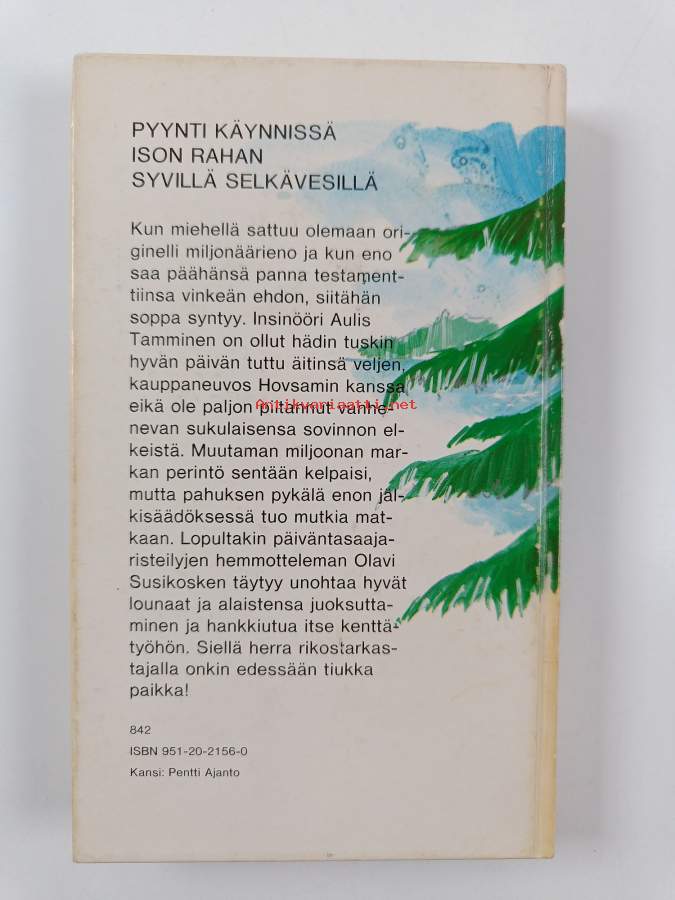 PYYNTI KÄYNNISSÄ
ISON RAHAN
SYVILLÄ SELKÄVESILLÄ
Kun miehellä sattuu olemaan ori-
ginelli miljonäärieno ja kun eno
saa päähänsä panna testament-
tiinsa vinkeän ehdon, siitähän
soppa syntyy. Insinööri Aulis
Tamminen on ollut hädin tuskin
hyvän päivän tuttu äitinsä veljen,
kauppaneuvos Hovsamin kanssa
eikä ole paljon piitannut vanhe-
Antikvariaatti.net
nevan sukulaisensa sovinnon el-
keistä. Muutaman miljoonan mar-
kan perintö sentään kelpaisi,
mutta pahuksen pykälä enon jäl-
kisäädöksessä tuo mutkia mat-
kaan. Lopultakin päiväntasaaja-
risteilyjen hemmotteleman Olavi
Susikosken täytyy unohtaa hyvät
lounaat ja alaistensa juoksutta-
minen ja hankkiutua itse kenttä-
työhön. Siellä herra rikostarkas-
tajalla onkin edessään tiukka
paikka!
842
ISBN 951-20-2156-0
Kansi: Pentti Ajanto